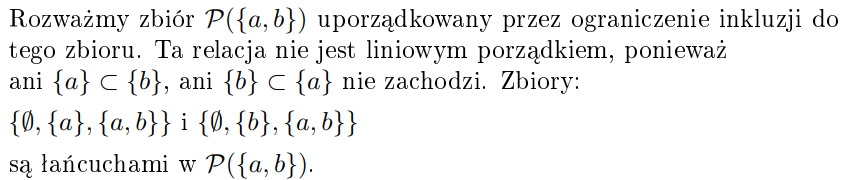 Rozważmy zbiór 𝒫({a, b}) uporządkowany przez ograniczenie inkluzji do
tego zbioru. Ta relacja nie jest liniowym porządkiem, ponieważ
ani {a} ⊂ {b}, ani {b} ⊂ {a} nie zachodzi. Zbiory:
{∅, {a}, {a, b}} i {∅, {b}, {a, b}}
są łańcuchami w 𝒫({a, b}).